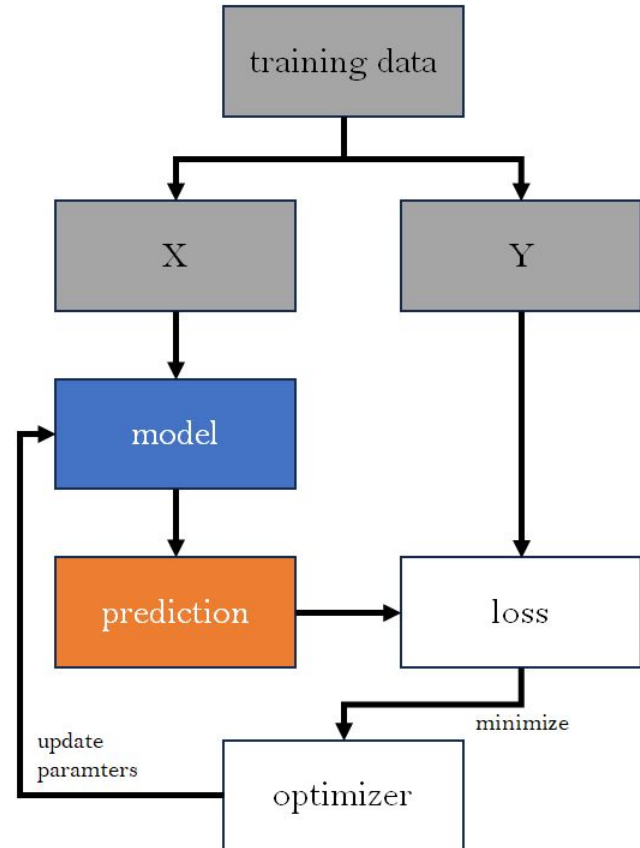 training data
X
Y
model
prediction
loss
minimize
update
paramters
optimizer